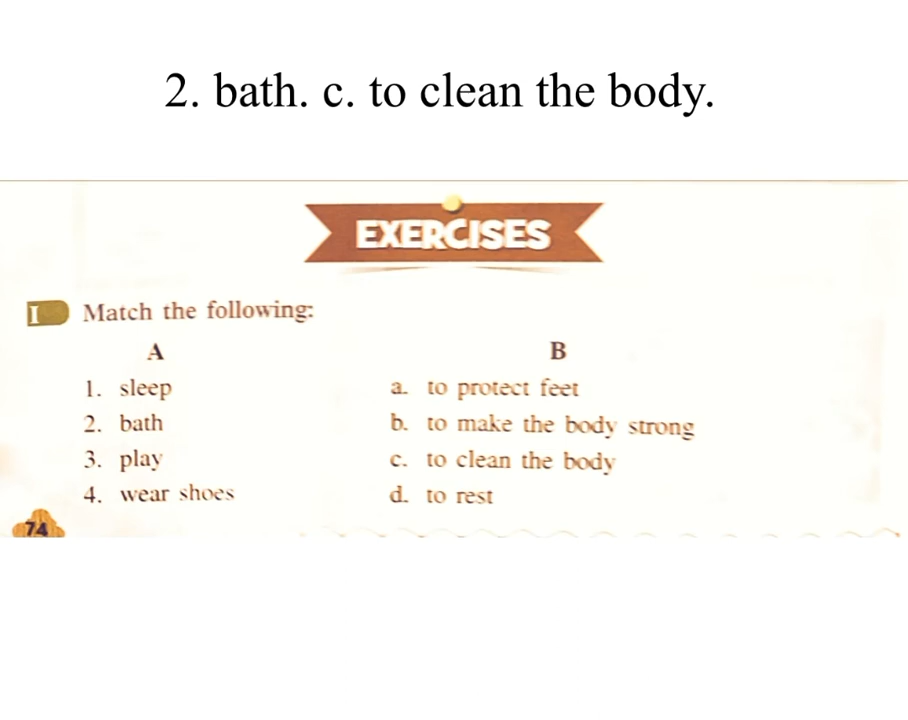 2. bath. c. to clean the body.
EXERCISES
I Match the following:
A B
1. sleep a. to protect feet
2. bath b. to make the body strong
3. play c. to clean the body
4. wear shoes d. to rest
74